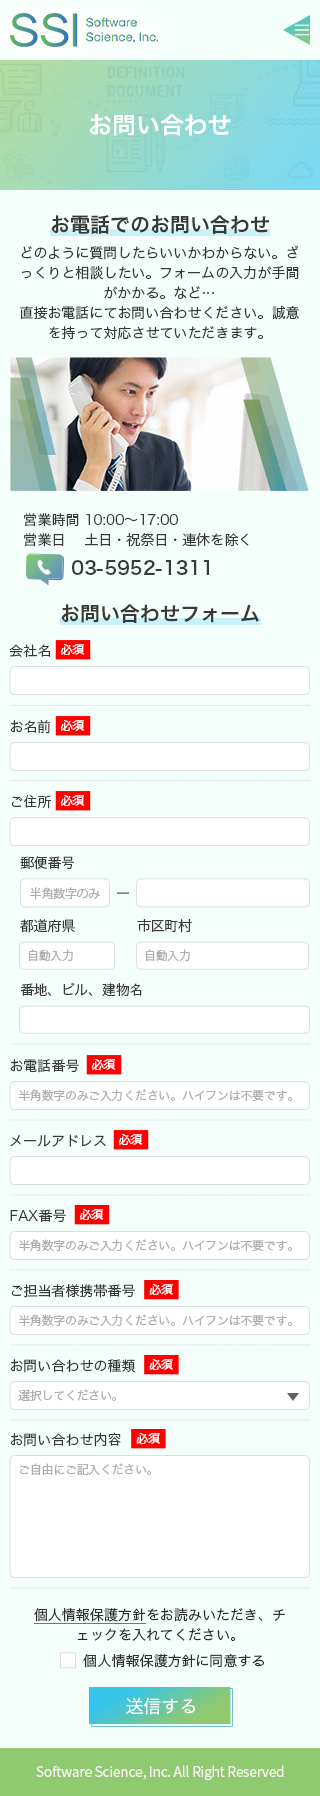 SSI Software
Science, Inc.
DEFINITION
DOCUMENT
お問い合わせ
お電話でのお問い合わせ
どのように質問したらいいかわからない。ざ
っくりと相談したい。フォームの入力が手間
がかかる。など…
直接お電話にてお問い合わせください。誠意
を持って対応させていただきます。
営業時間 10:00〜17:00
営業日 土日・祝祭日・連休を除く
03-5952-1311
お問い合わせフォーム
会社名 必須
お名前 必須
ご住所 必須
郵便番号
半角数字のみ ー
都道府県 市区町村
自動入力 自動入力
番地、ビル、建物名
お電話番号 必須
半角数字のみご入力ください。ハイフンは不要です。
メールアドレス 必須
FAX番号 必須
半角数字のみご入力ください。ハイフンは不要です。
ご担当者様携帯番号 必須
半角数字のみご入力ください。ハイフンは不要です。
お問い合わせの種類 必須
選択してください。
お問い合わせ内容 必須
ご自由にご記入ください。
個人情報保護方針をお読みいただき、チ
ェックを入れてください。
個人情報保護方針に同意する
送信する
Software Science, Inc. All Right Reserved